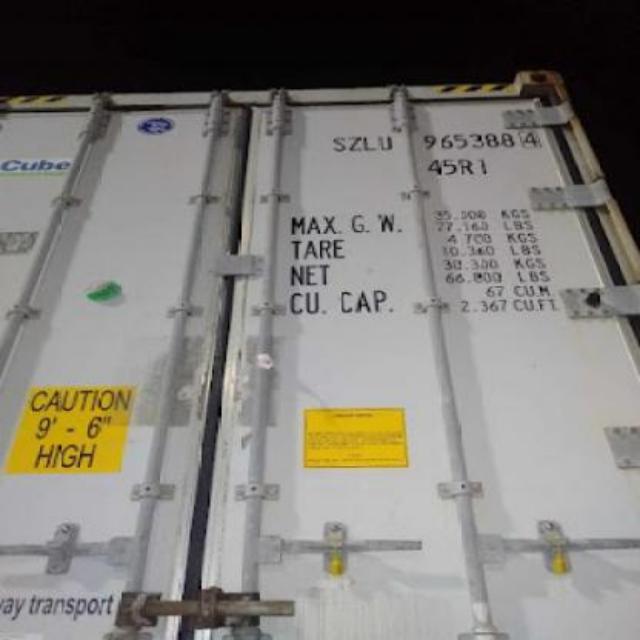 Cube
SZLU 965388 4
45R1
MAX. G. W. 35.000 KGS
77.160 LBS
TARE 4.700 KGS
10.360 LBS
NET 30.300 KGS
66.800 LBS
CU. CAP. 67 CU.M
2.367 CU.FT.
CAUTION
9' - 6"
HIGH
way transport